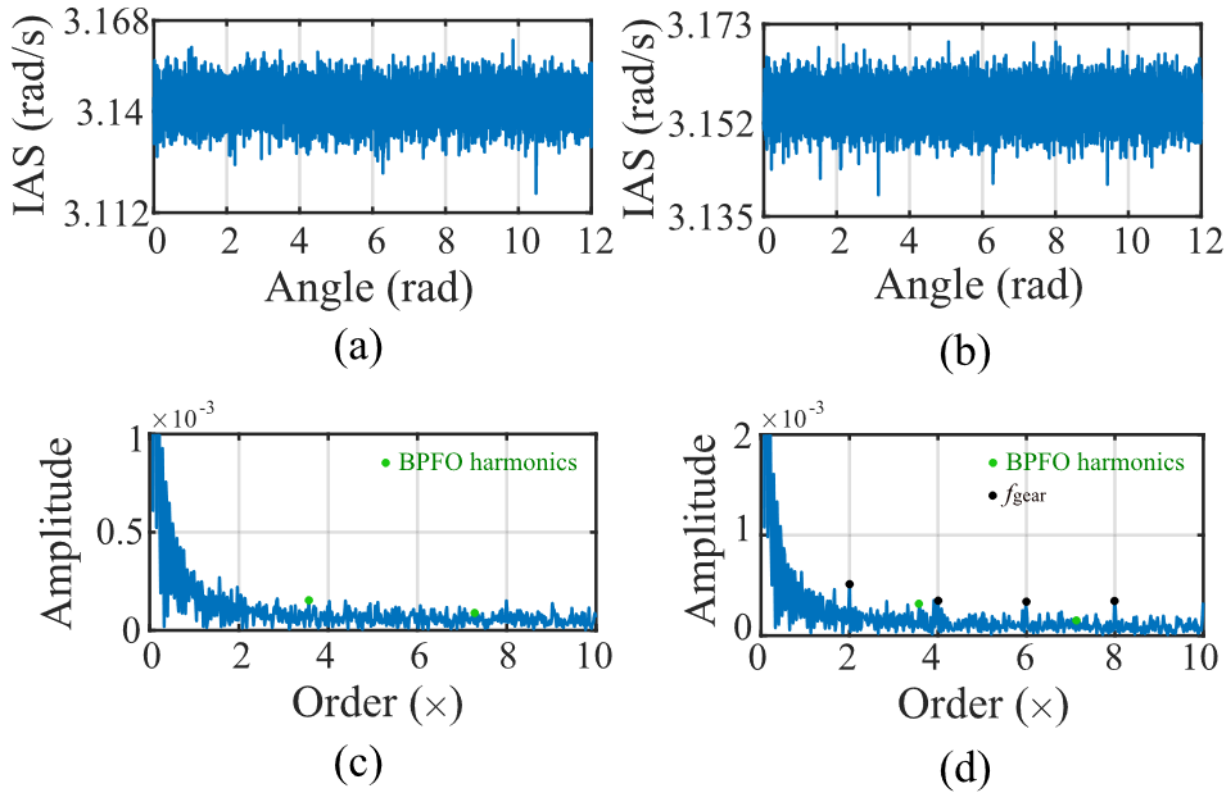 3.168
3.14
3.112
IAS (rad/s)
0 2 4 6 8 10 12
Angle (rad)
(a)
3.173
3.152
3.135
IAS (rad/s)
0 2 4 6 8 10 12
Angle (rad)
(b)
×10⁻³
1
0.5
0
Amplitude
BPFO harmonics
0 2 4 6 8 10
Order (×)
(c)
×10⁻³
2
1
0
Amplitude
BPFO harmonics
fgear
0 2 4 6 8 10
Order (×)
(d)